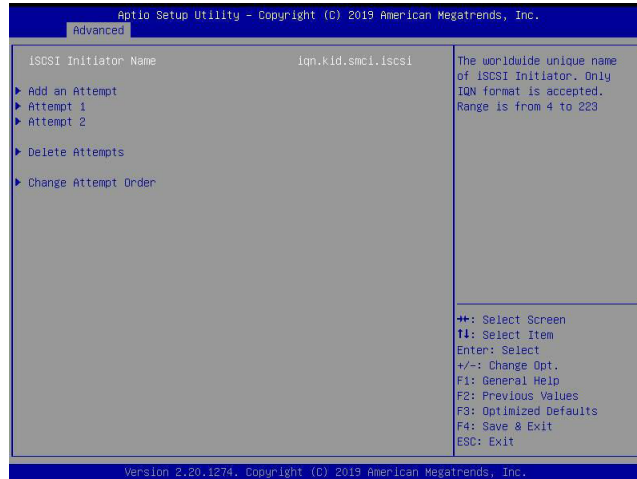 Aptio Setup Utility – Copyright (C) 2019 American Megatrends, Inc.
Advanced
iSCSI Initiator Name iqn.kid.smci.iscsi
▶ Add an Attempt
▶ Attempt 1
▶ Attempt 2
▶ Delete Attempts
▶ Change Attempt Order
The worldwide unique name
of iSCSI Initiator. Only
IQN format is accepted.
Range is from 4 to 223
→←: Select Screen
↑↓: Select Item
Enter: Select
+/-: Change Opt.
F1: General Help
F2: Previous Values
F3: Optimized Defaults
F4: Save & Exit
ESC: Exit
Version 2.20.1274. Copyright (C) 2019 American Megatrends, Inc.